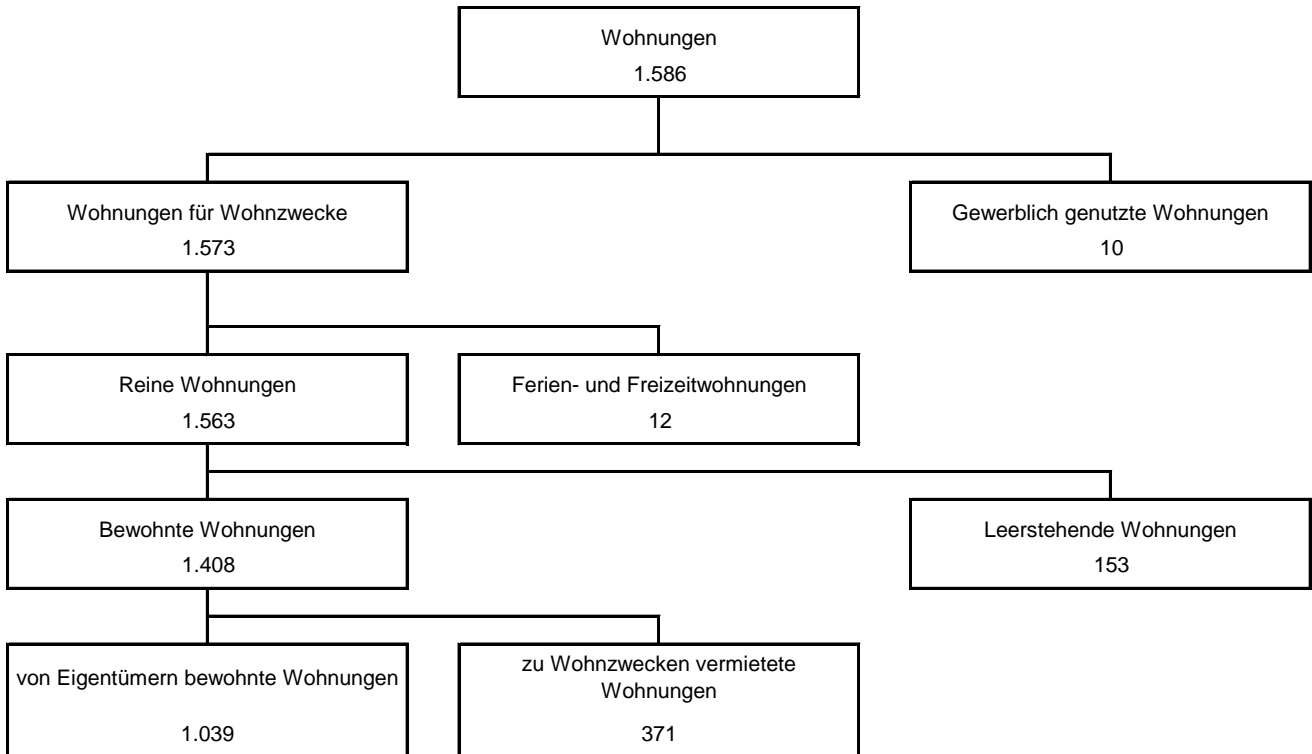 Wohnungen
1.586
Wohnungen für Wohnzwecke
1.573
Gewerblich genutzte Wohnungen
10
Reine Wohnungen
1.563
Ferien- und Freizeitwohnungen
12
Bewohnte Wohnungen
1.408
Leerstehende Wohnungen
153
von Eigentümern bewohnte Wohnungen
1.039
zu Wohnzwecken vermietete
Wohnungen
371